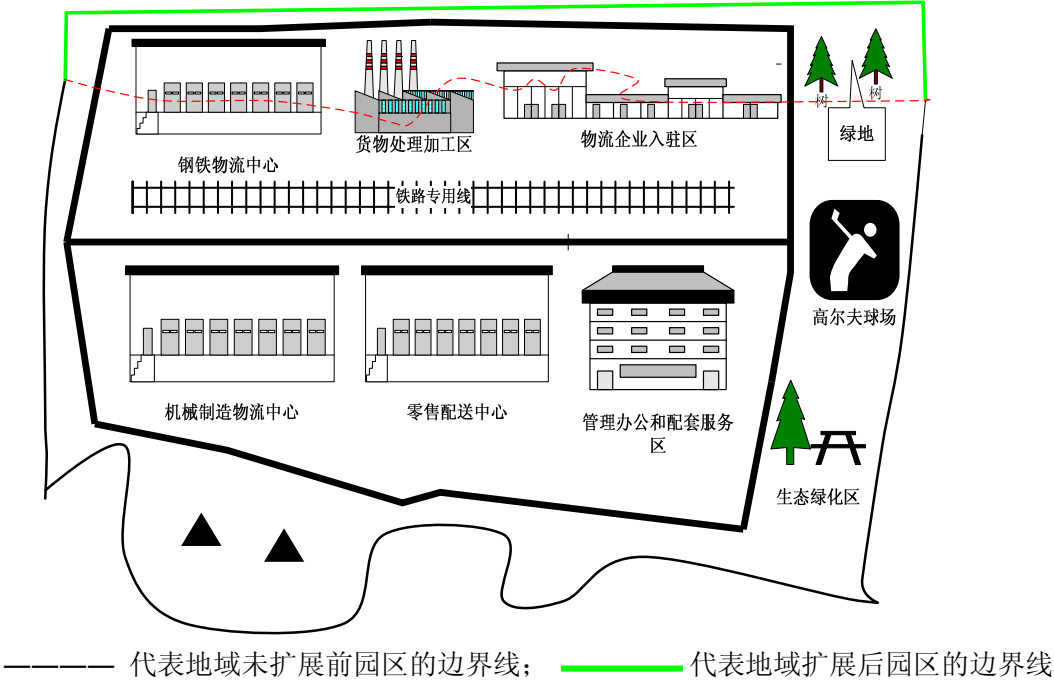 树
树
绿地
货物处理加工区
物流企业入驻区
钢铁物流中心
铁路专用线
高尔夫球场
机械制造物流中心
零售配送中心
管理办公和配套服务
区
生态绿化区
代表地域未扩展前园区的边界线；
代表地域扩展后园区的边界线